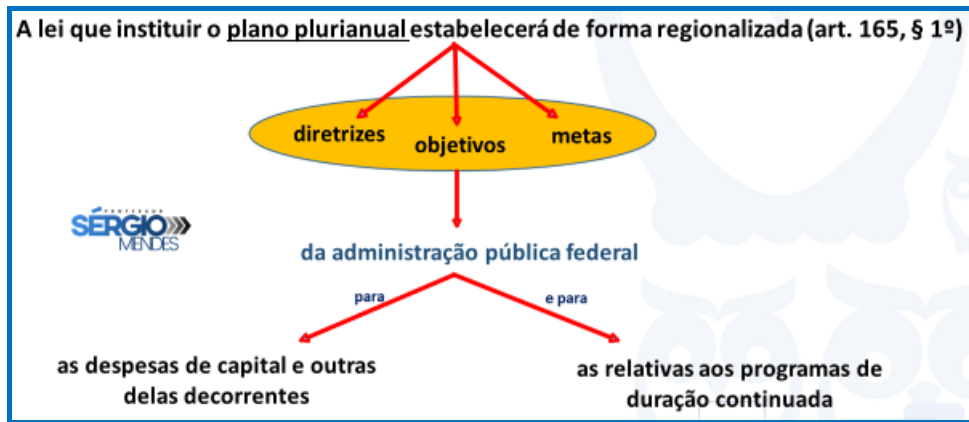 A lei que instituir o plano plurianual estabelecerá de forma regionalizada (art. 165, § 1º)
diretrizes
objetivos
metas
PROFESSOR
SÉRGIO
MENDES
da administração pública federal
para
e para
as despesas de capital e outras
delas decorrentes
as relativas aos programas de
duração continuada